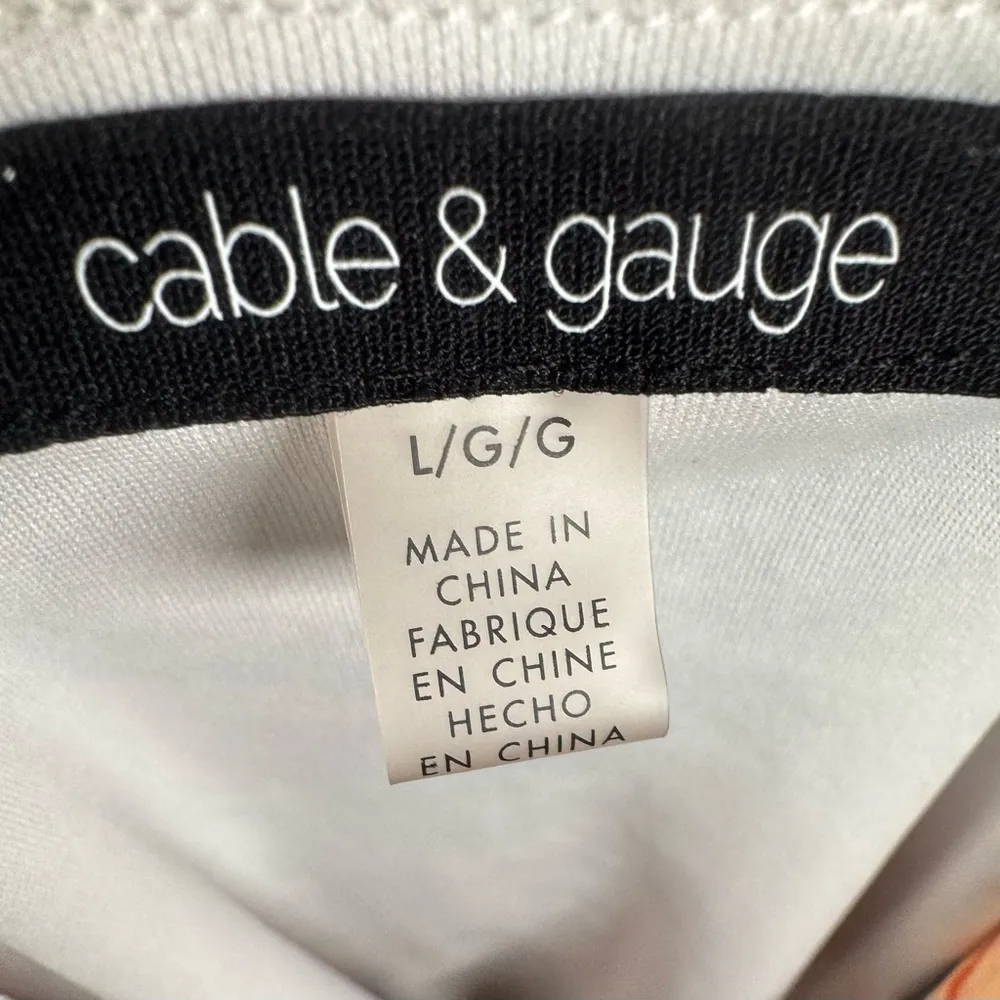 cable & gauge
L/G/G
MADE IN
CHINA
FABRIQUE
EN CHINE
HECHO
EN CHINA